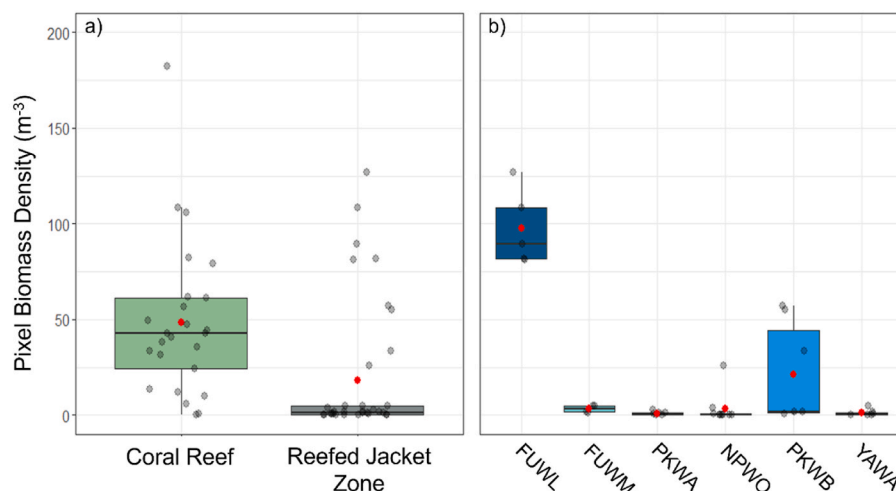 a)
b)
Pixel Biomass Density (m⁻³)
200
150
100
50
0
Coral Reef
Reefed Jacket
Zone
FUWL
FUWM
PKWA
NPWO
PKWB
YAWA